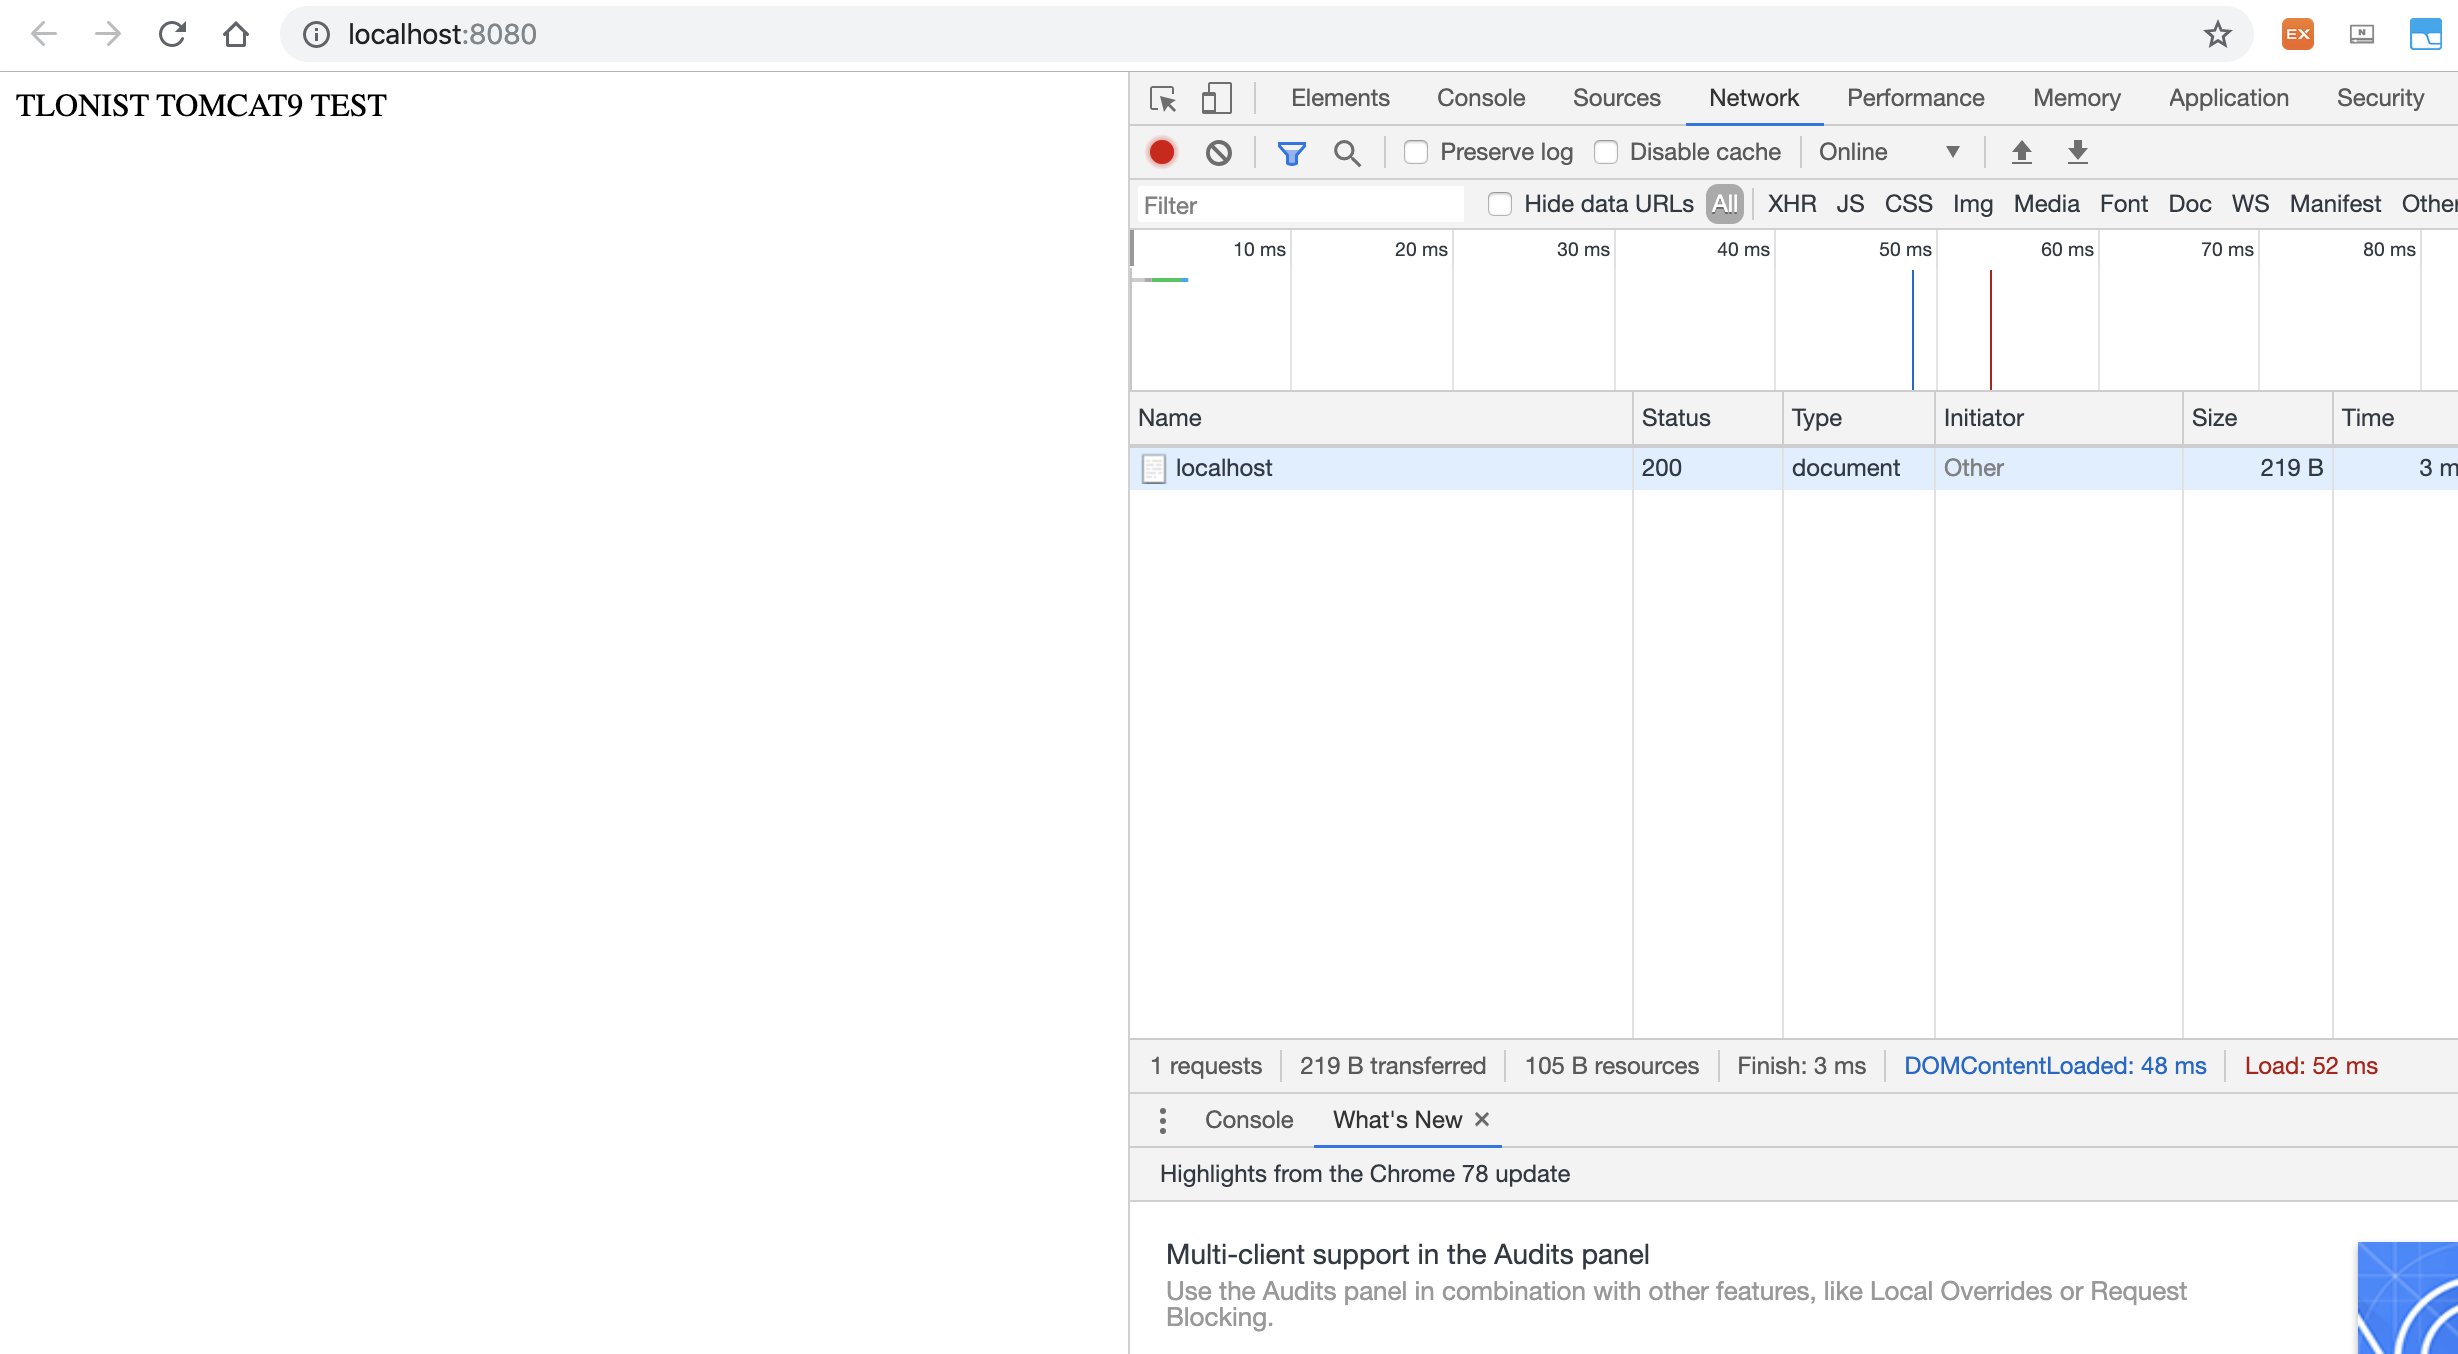 localhost:8080
EX
N
TLONIST TOMCAT9 TEST
Elements Console Sources Network Performance Memory Application Security
Preserve log Disable cache Online
Filter Hide data URLs All XHR JS CSS Img Media Font Doc WS Manifest Other
10 ms 20 ms 30 ms 40 ms 50 ms 60 ms 70 ms 80 ms
Name Status Type Initiator Size Time
localhost 200 document Other 219 B 3 m
1 requests 219 B transferred 105 B resources Finish: 3 ms DOMContentLoaded: 48 ms Load: 52 ms
Console What's New ×
Highlights from the Chrome 78 update
Multi-client support in the Audits panel
Use the Audits panel in combination with other features, like Local Overrides or Request
Blocking.